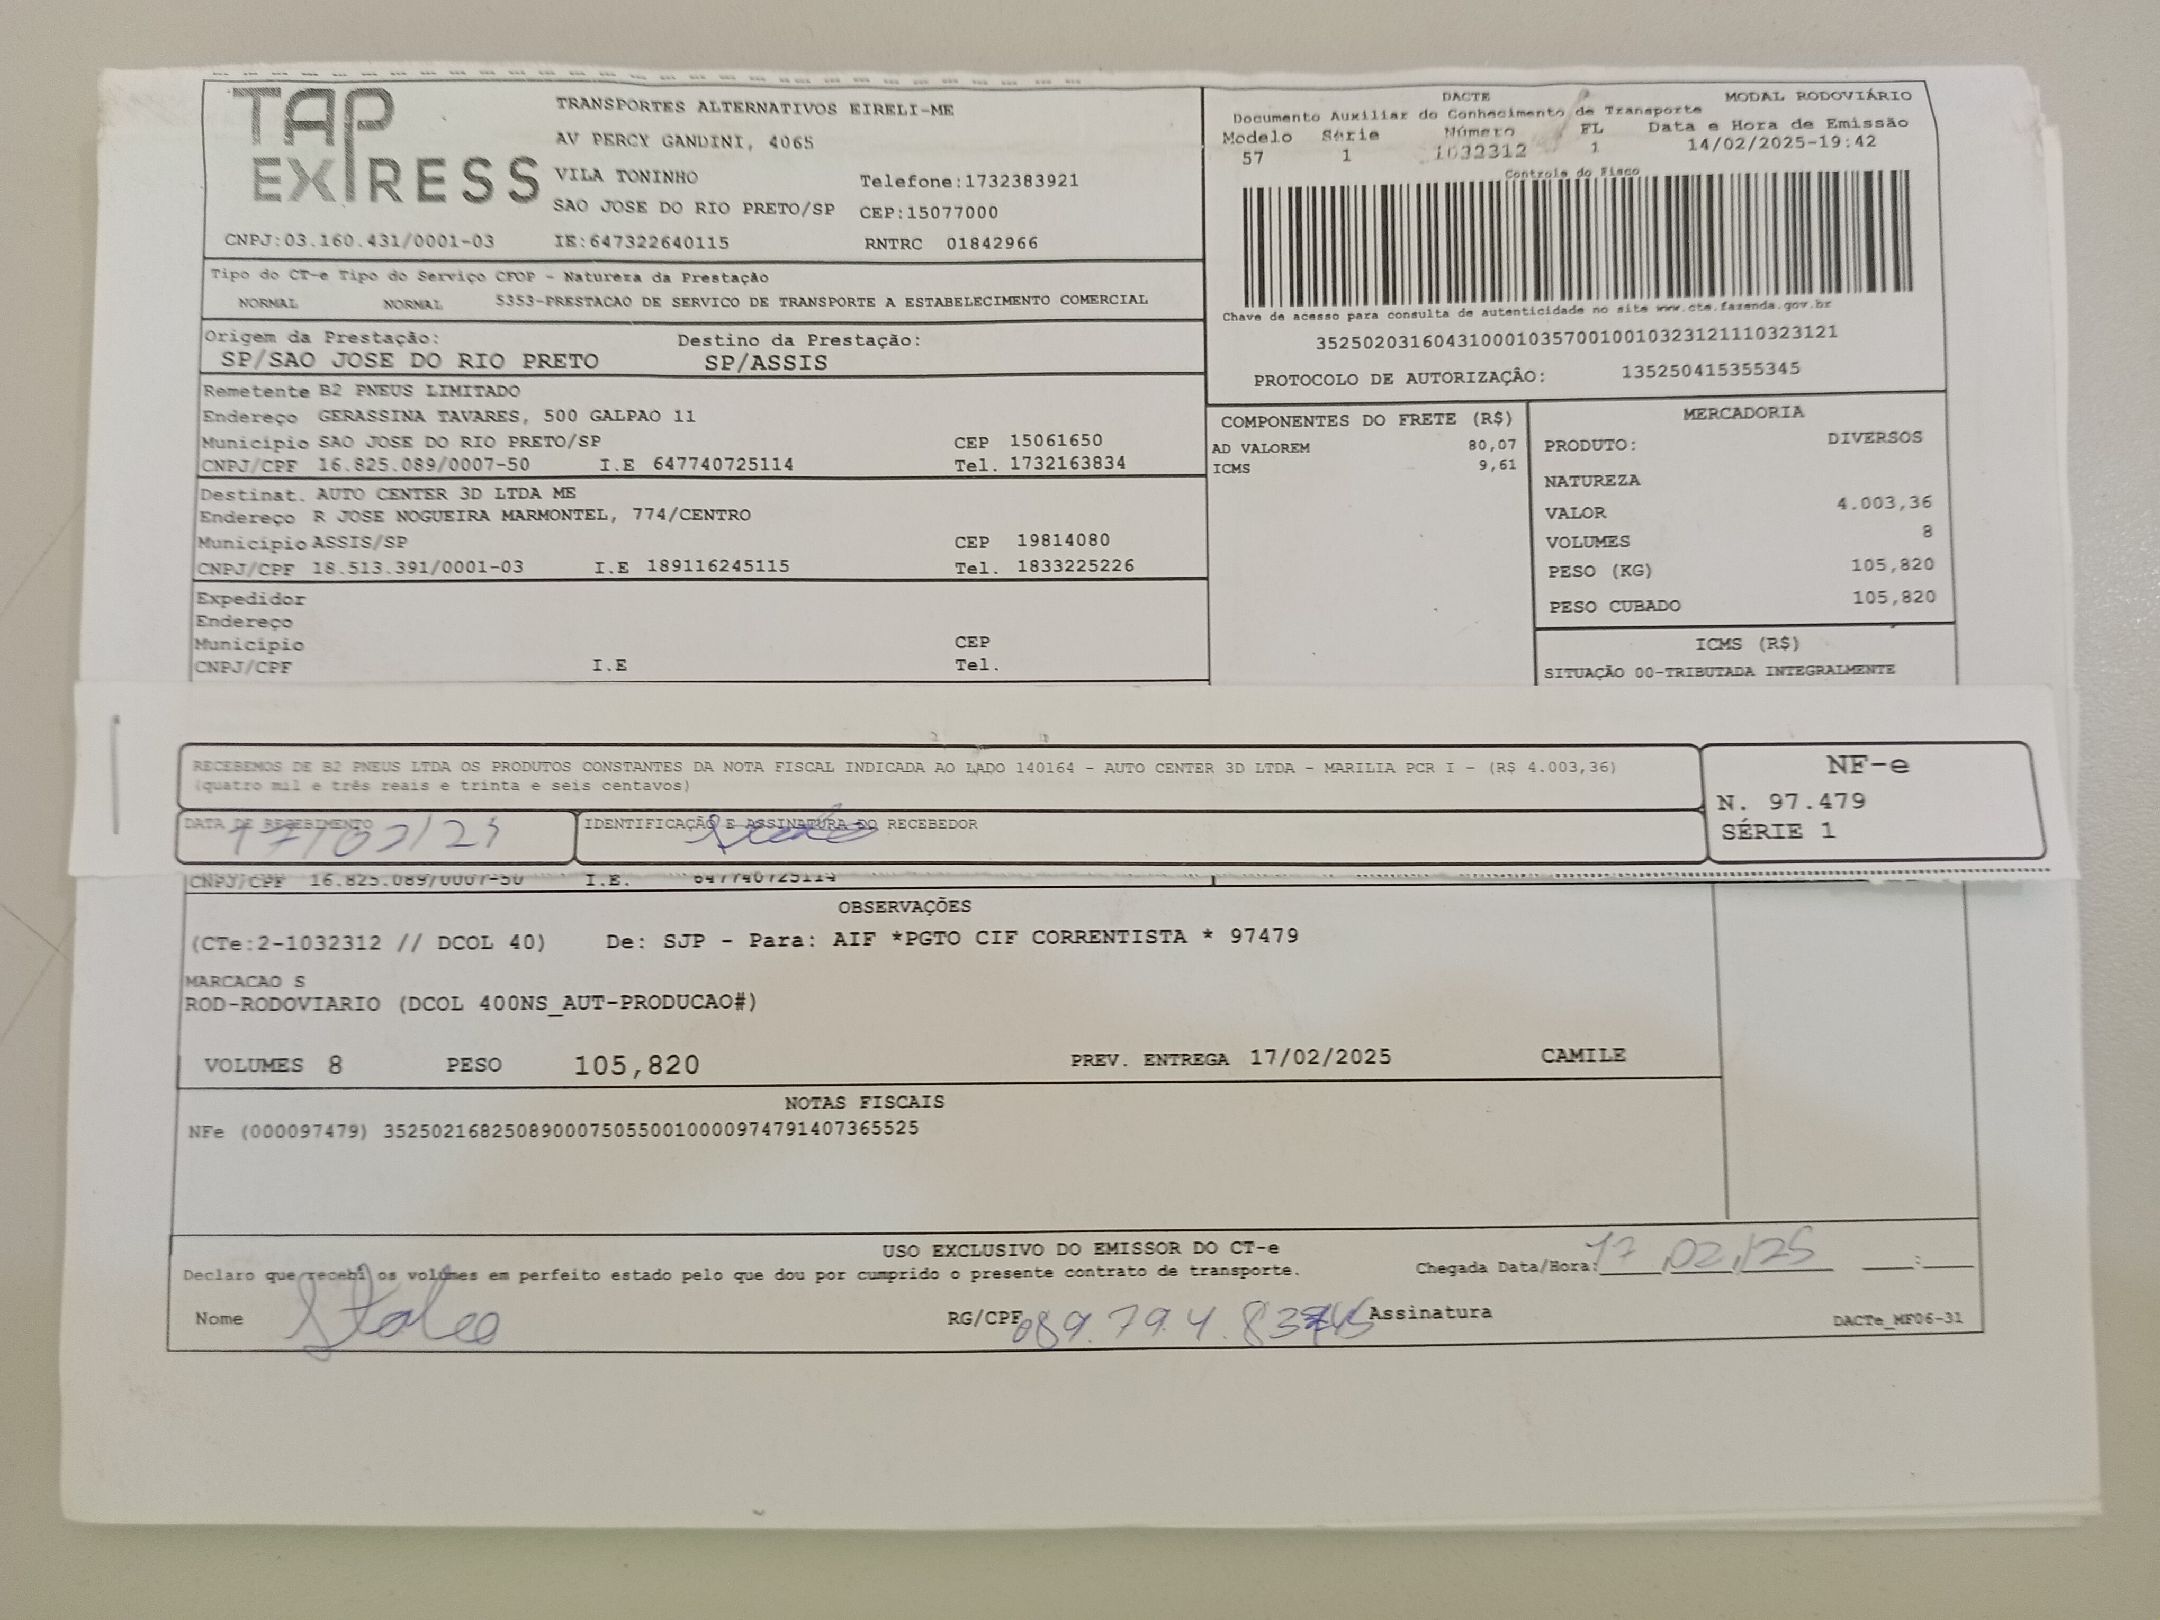 TAP EXPRESS
TRANSPORTES ALTERNATIVOS EIRELI-ME
AV PERCY GANDINI, 4065
VILA TONINHO Telefone:1732383921
SAO JOSE DO RIO PRETO/SP CEP:15077000
CNPJ:03.160.431/0001-03 IE:647322640115 RNTRC 01842966
DACTE MODAL RODOVIÁRIO
Documento Auxiliar do Conhecimento de Transporte
Modelo Série Número FL Data e Hora de Emissão
57 1 1032312 1 14/02/2025-19:42
Controle do Fisco
Chave de acesso para consulta de autenticidade no site www.cte.fazenda.gov.br
35250203160431000103570010010323121110323121
PROTOCOLO DE AUTORIZAÇÃO: 135250415355345
Tipo do CT-e Tipo do Serviço CFOP - Natureza da Prestação
NORMAL NORMAL 5353-PRESTACAO DE SERVICO DE TRANSPORTE A ESTABELECIMENTO COMERCIAL
Origem da Prestação: Destino da Prestação:
SP/SAO JOSE DO RIO PRETO SP/ASSIS
Remetente B2 PNEUS LIMITADO
Endereço GERASSINA TAVARES, 500 GALPAO 11
Município SAO JOSE DO RIO PRETO/SP CEP 15061650
CNPJ/CPF 16.825.089/0007-50 I.E 647740725114 Tel. 1732163834
Destinat. AUTO CENTER 3D LTDA ME
Endereço R JOSE NOGUEIRA MARMONTEL, 774/CENTRO
Município ASSIS/SP CEP 19814080
CNPJ/CPF 18.513.391/0001-03 I.E 189116245115 Tel. 1833225226
Expedidor
Endereço
Município CEP
CNPJ/CPF I.E Tel.
COMPONENTES DO FRETE (R$)
AD VALOREM 80,07
ICMS 9,61
MERCADORIA
PRODUTO: DIVERSOS
NATUREZA
VALOR 4.003,36
VOLUMES 8
PESO (KG) 105,820
PESO CUBADO 105,820
ICMS (R$)
SITUAÇÃO 00-TRIBUTADA INTEGRALMENTE
RECEBEMOS DE B2 PNEUS LTDA OS PRODUTOS CONSTANTES DA NOTA FISCAL INDICADA AO LADO 140164 - AUTO CENTER 3D LTDA - MARILIA PCR I - (R$ 4.003,36)
(quatro mil e três reais e trinta e seis centavos)
DATA DE RECEBIMENTO IDENTIFICAÇÃO E ASSINATURA DO RECEBEDOR
17/02/25
NF-e
N. 97.479
SÉRIE 1
CNPJ/CPF 16.825.089/0007-50 I.E. 647740725114
OBSERVAÇÕES
(CTe:2-1032312 // DCOL 40) De: SJP - Para: AIF *PGTO CIF CORRENTISTA * 97479
MARCACAO S
ROD-RODOVIARIO (DCOL 400NS_AUT-PRODUCAO#)
VOLUMES 8 PESO 105,820 PREV. ENTREGA 17/02/2025 CAMILE
NOTAS FISCAIS
NFe (000097479) 35250216825089000750550010000974791407365525
USO EXCLUSIVO DO EMISSOR DO CT-e
Declaro que recebi os volumes em perfeito estado pelo que dou por cumprido o presente contrato de transporte. Chegada Data/Hora: 17/02/25 :
Nome RG/CPF Assinatura
DACTe_MF06-31